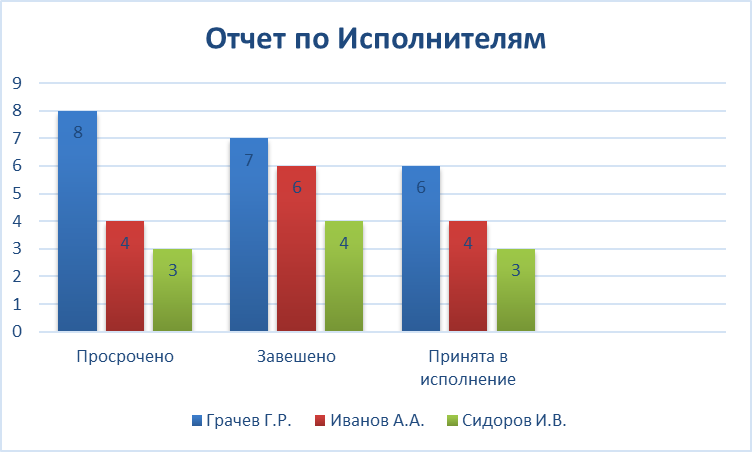 Отчет по Исполнителям
9
8
7
6
5
4
3
2
1
0
8
4
3
7
6
4
6
4
3
Просрочено
Завешено
Принята в
исполнение
Грачев Г.Р.
Иванов А.А.
Сидоров И.В.